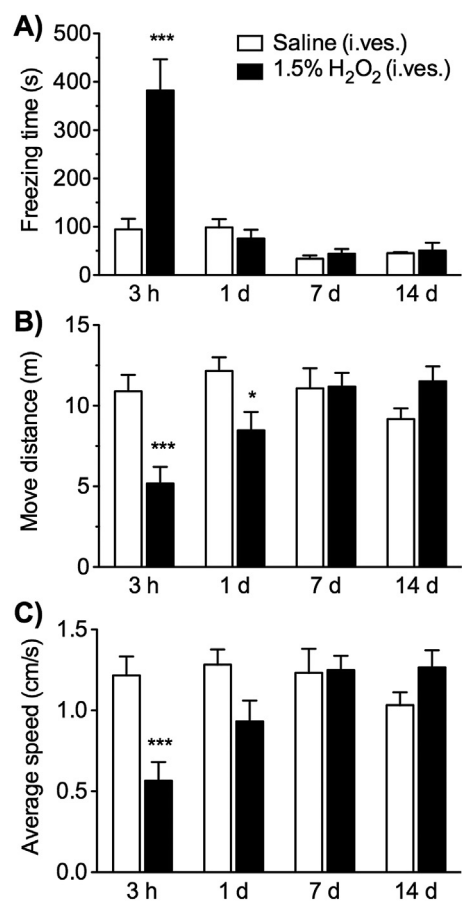 A)
Freezing time (s)
500
400
300
200
100
0
***
Saline (i.ves.)
1.5% H₂O₂ (i.ves.)
3 h 1 d 7 d 14 d
B)
Move distance (m)
15
10
5
0
***
*
3 h 1 d 7 d 14 d
C)
Average speed (cm/s)
1.5
1.0
0.5
0.0
***
3 h 1 d 7 d 14 d